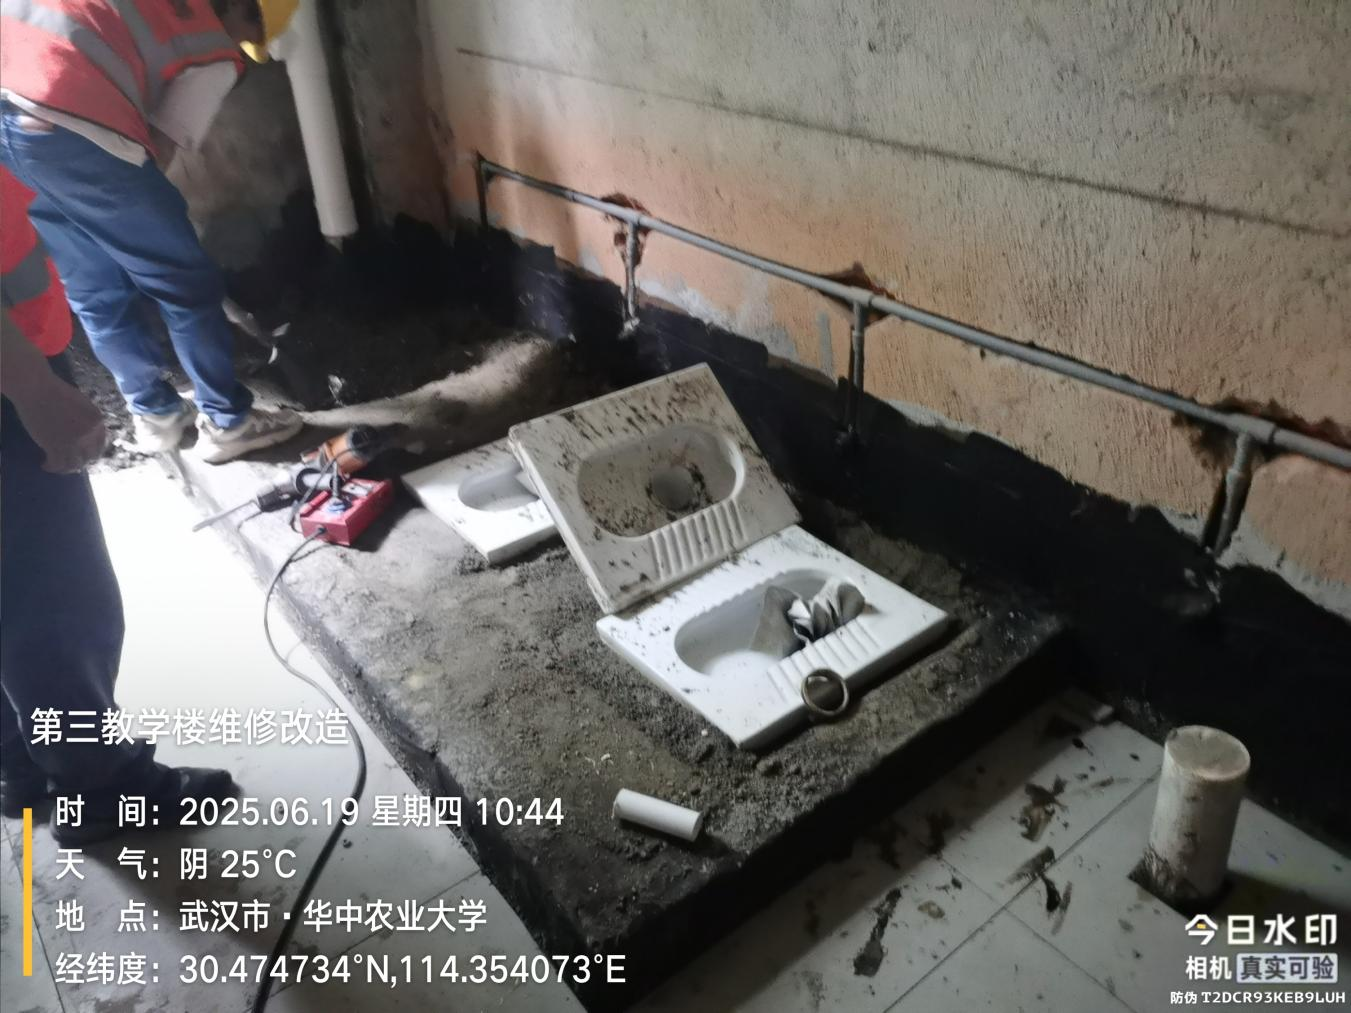 第三教学楼维修改造
时 间：2025.06.19 星期四 10:44
天 气：阴 25°C
地 点：武汉市·华中农业大学
经纬度：30.474734°N,114.354073°E
今日水印
相机 真实可验
防伪 T2DCR93KEB9LUH